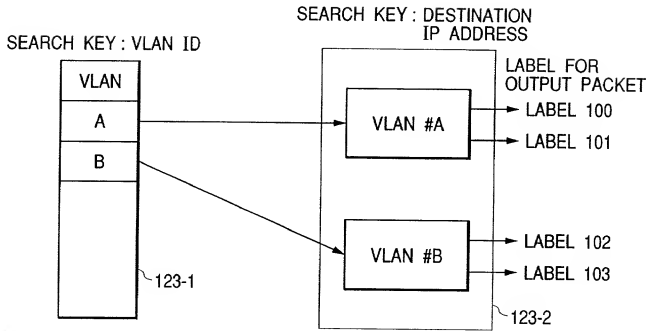 SEARCH KEY : DESTINATION
IP ADDRESS
SEARCH KEY : VLAN ID
LABEL FOR
OUTPUT PACKET
VLAN
A
B
VLAN #A
LABEL 100
LABEL 101
VLAN #B
LABEL 102
LABEL 103
123-1
123-2